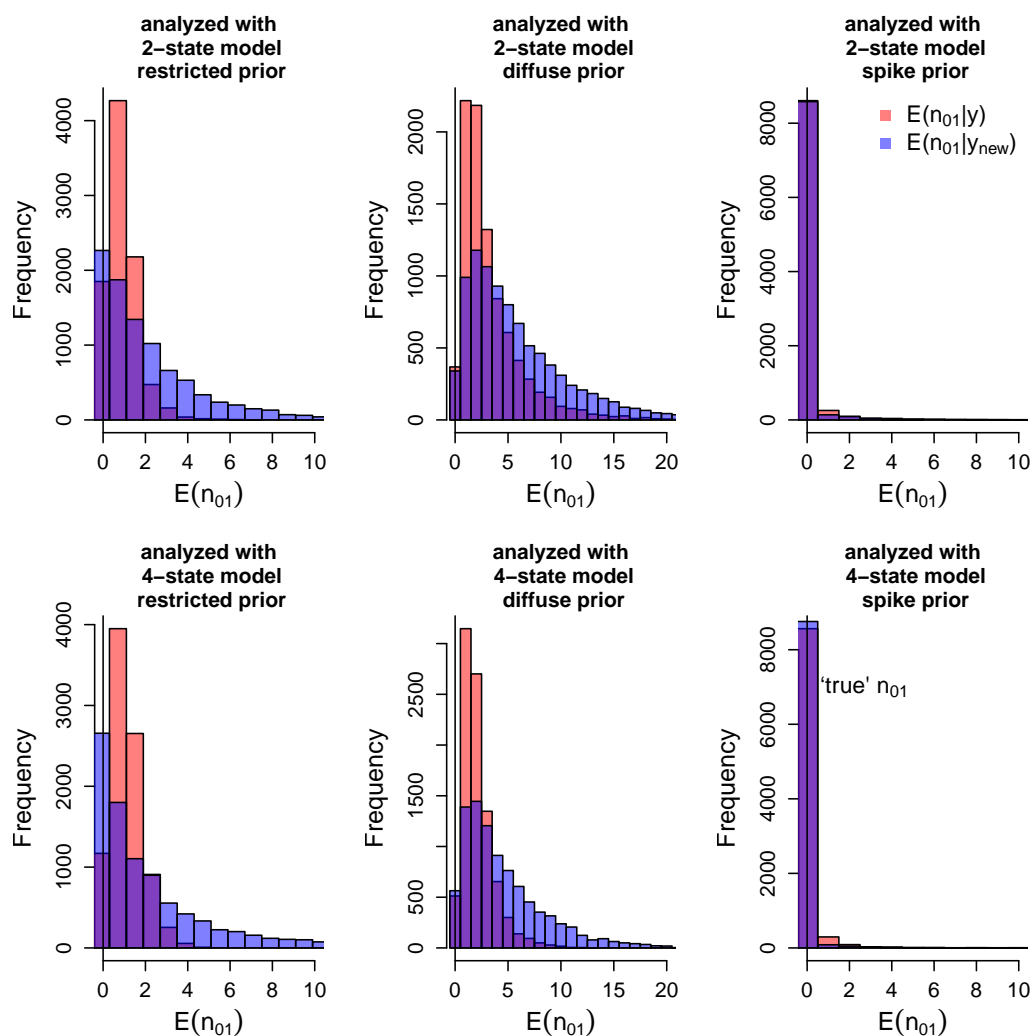 analyzed with
2−state model
restricted prior
analyzed with
2−state model
diffuse prior
analyzed with
2−state model
spike prior
Frequency
0
1000
2000
3000
4000
0 2 4 6 8 10
E(n01)
Frequency
0
500
1000
1500
2000
0 5 10 15 20
E(n01)
Frequency
0
2000
4000
6000
8000
0 2 4 6 8 10
E(n01)
E(n01|y)
E(n01|ynew)
analyzed with
4−state model
restricted prior
analyzed with
4−state model
diffuse prior
analyzed with
4−state model
spike prior
Frequency
0
1000
2000
3000
4000
0 2 4 6 8 10
E(n01)
Frequency
0
500
1500
2500
0 5 10 15 20
E(n01)
Frequency
0
2000
4000
6000
8000
0 2 4 6 8 10
E(n01)
‘true' n01